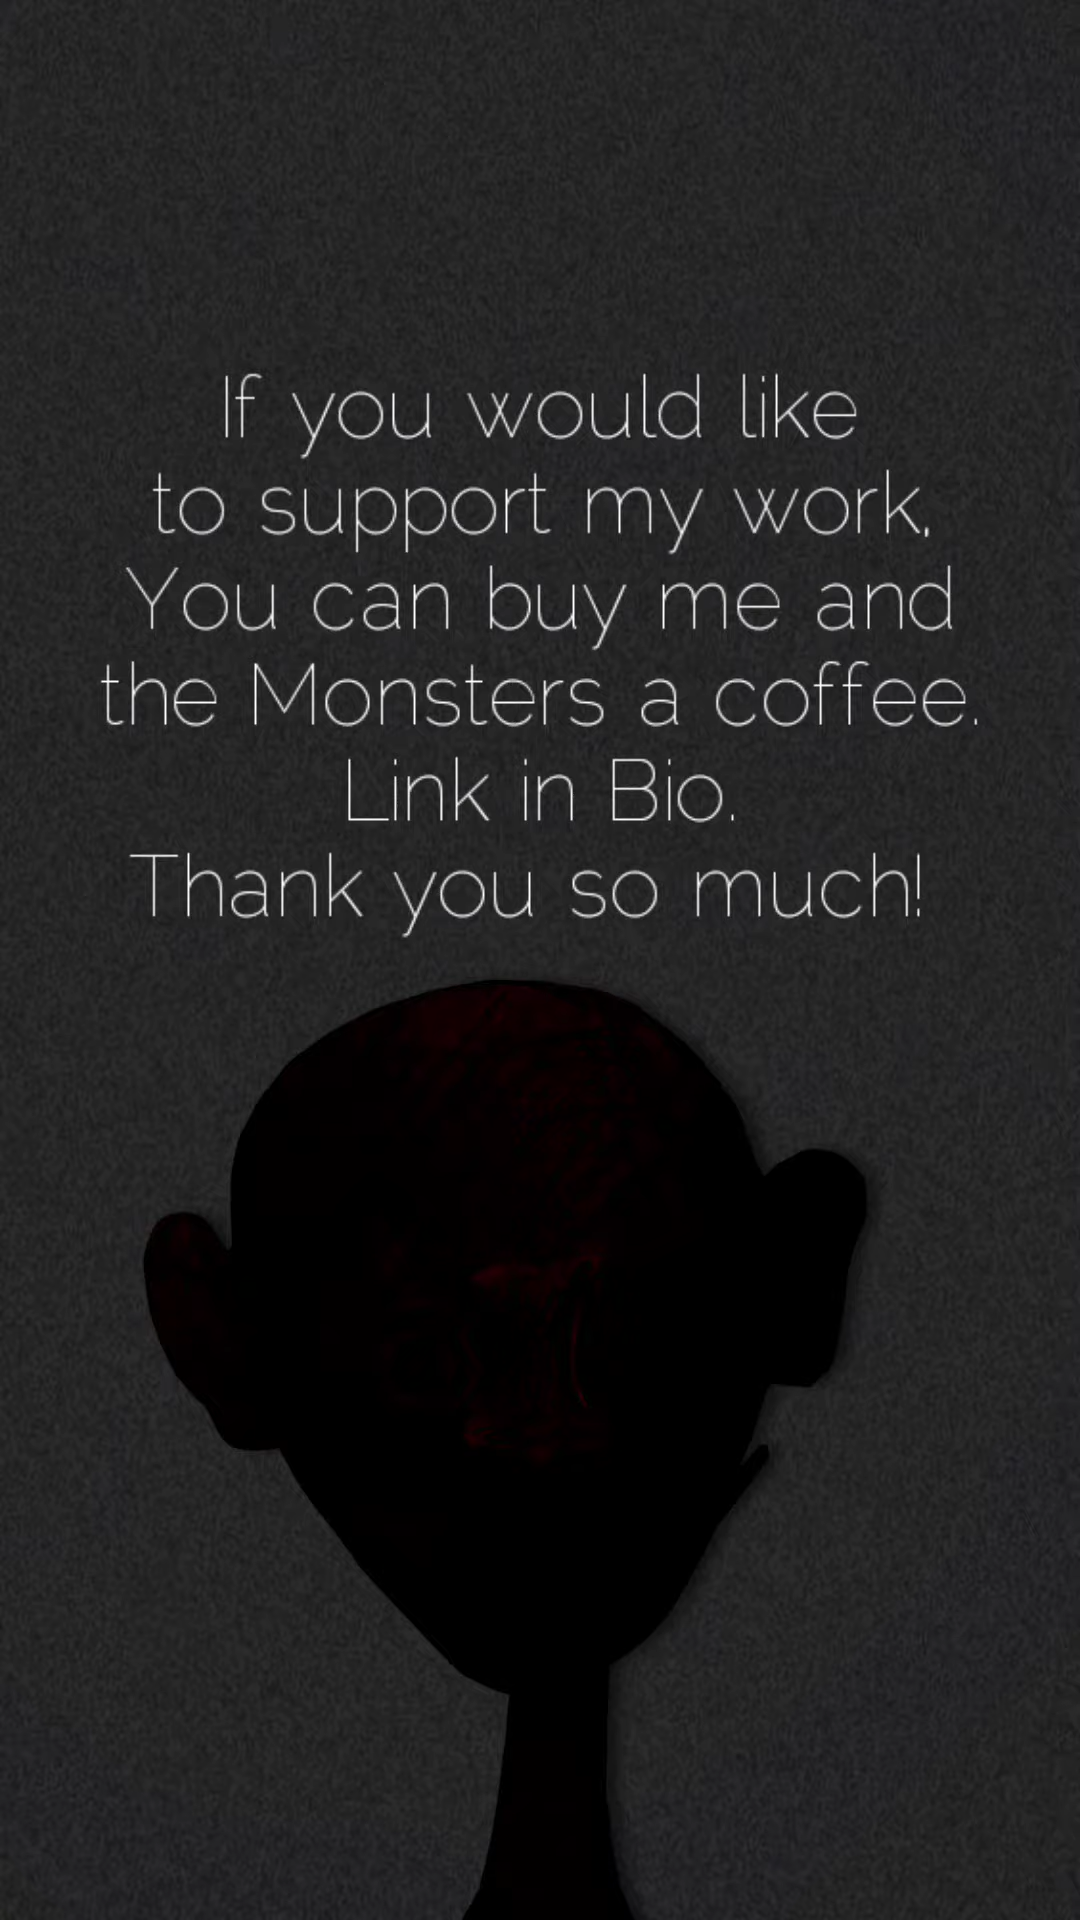 If you would like
to support my work,
You can buy me and
the Monsters a coffee.
Link in Bio.
Thank you so much!